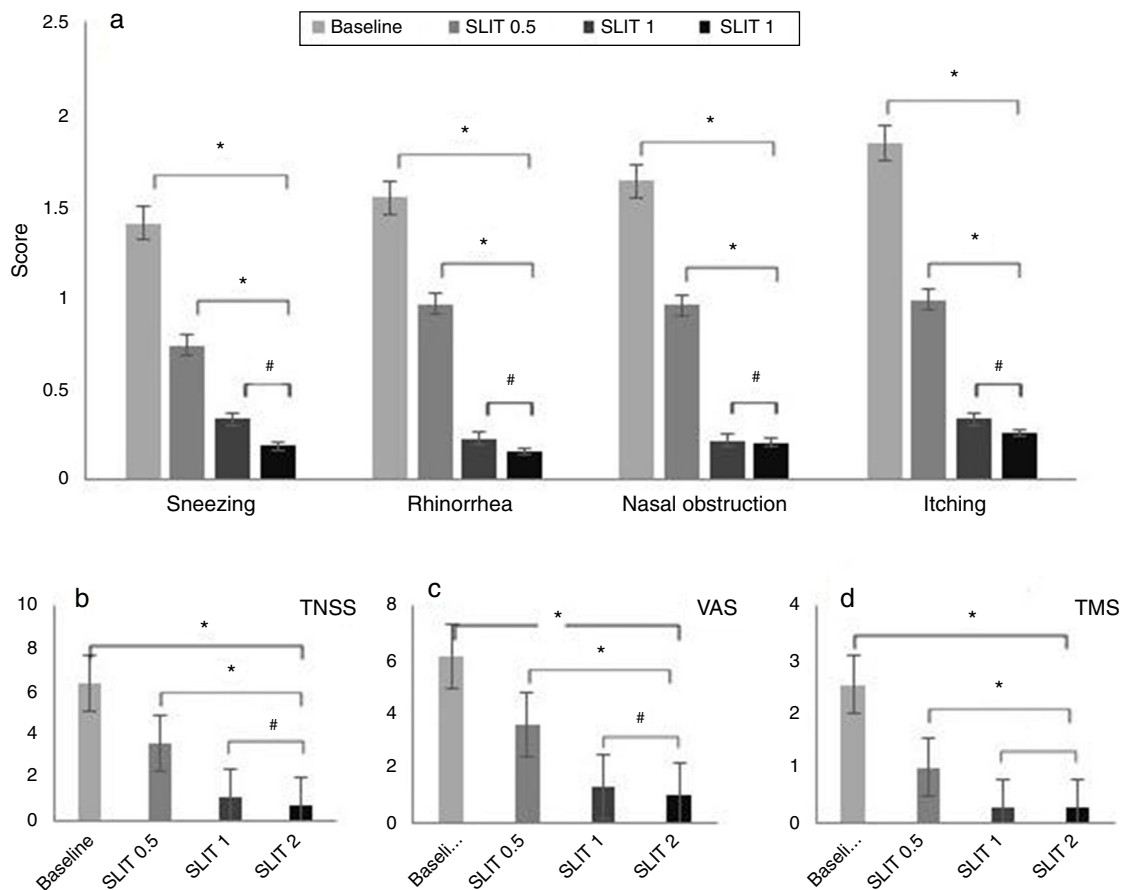 a
Baseline SLIT 0.5 SLIT 1 SLIT 1
2.5
2
1.5
1
0.5
0
Score
* * * *
* * * *
# # # #
Sneezing Rhinorrhea Nasal obstruction Itching
b TNSS
10
8
6
4
2
0
* * #
Baseline SLIT 0.5 SLIT 1 SLIT 2
c VAS
8
6
4
2
0
* * #
Baseli... SLIT 0.5 SLIT 1 SLIT 2
d TMS
4
3
2
1
0
* *
Baseli... SLIT 0.5 SLIT 1 SLIT 2